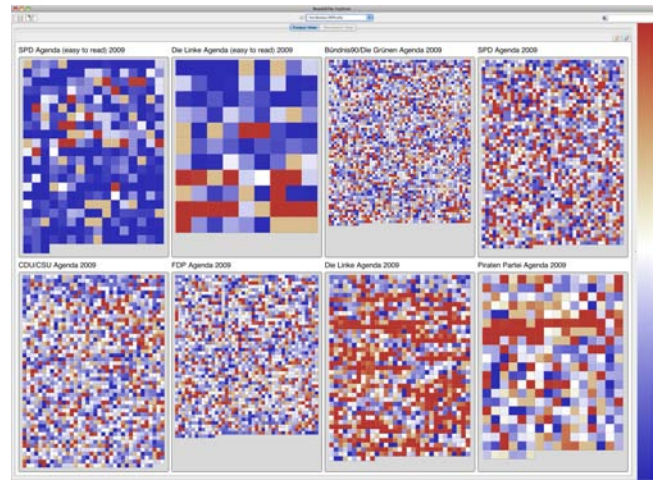 SPD Agenda (easy to read) 2009
Die Linke Agenda (easy to read) 2009
Bündnis90/Die Grünen Agenda 2009
SPD Agenda 2009
CDU/CSU Agenda 2009
FDP Agenda 2009
Die Linke Agenda 2009
Piraten Partei Agenda 2009